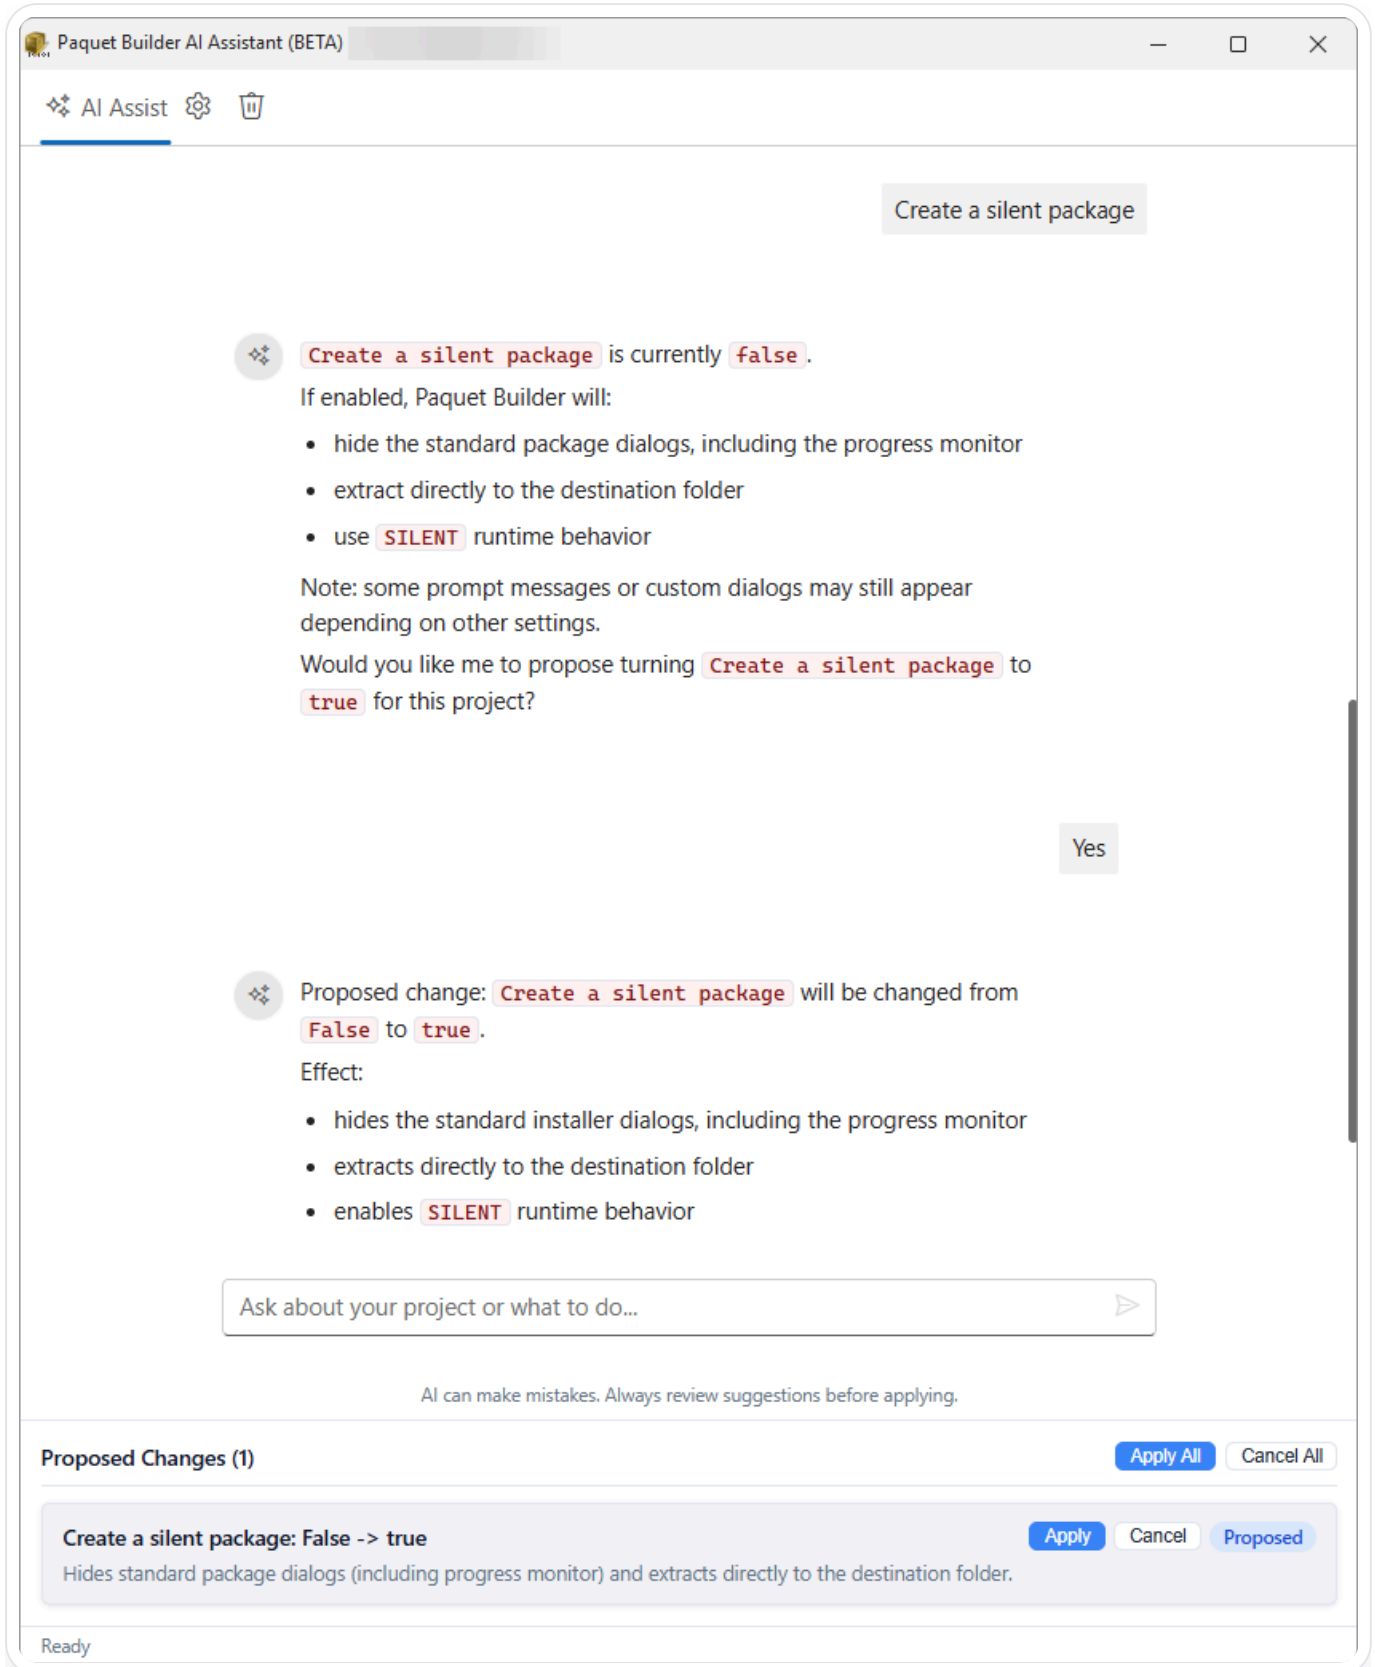 Paquet Builder AI Assistant (BETA)
AI Assist
Create a silent package
Create a silent package is currently false.
If enabled, Paquet Builder will:
• hide the standard package dialogs, including the progress monitor
• extract directly to the destination folder
• use SILENT runtime behavior
Note: some prompt messages or custom dialogs may still appear
depending on other settings.
Would you like me to propose turning Create a silent package to
true for this project?
Yes
Proposed change: Create a silent package will be changed from
False to true.
Effect:
• hides the standard installer dialogs, including the progress monitor
• extracts directly to the destination folder
• enables SILENT runtime behavior
Ask about your project or what to do...
AI can make mistakes. Always review suggestions before applying.
Proposed Changes (1) Apply All Cancel All
Create a silent package: False -> true Apply Cancel Proposed
Hides standard package dialogs (including progress monitor) and extracts directly to the destination folder.
Ready